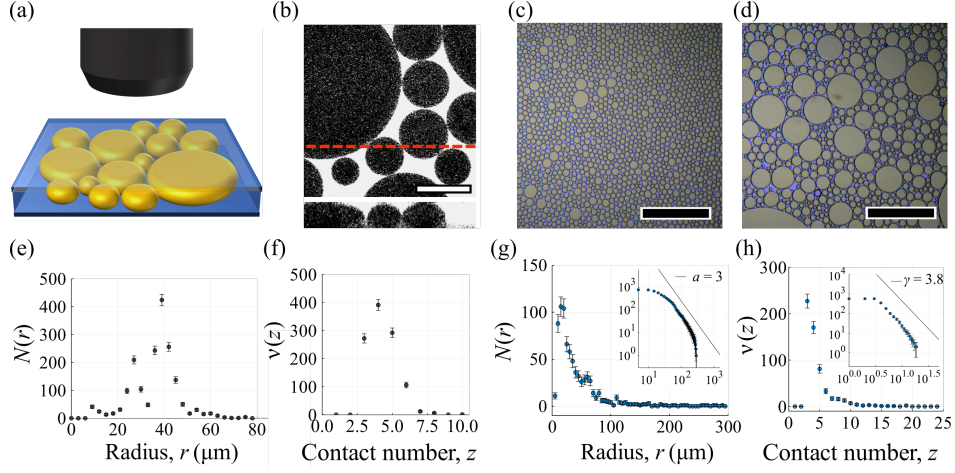 (a)
(b)
(c)
(d)
(e)
500
400
300
200
100
0
N(r)
0 20 40 60 80
Radius, r (μm)
(f)
500
400
300
200
100
0
ν(z)
0.0 2.5 5.0 7.5 10.0
Contact number, z
(g)
150
100
50
0
N(r)
0 100 200 300
Radius, r (μm)
a = 3
10³
10²
10¹
10⁰
10¹ 10² 10³
(h)
300
200
100
0
ν(z)
0 5 10 15 20 25
Contact number, z
γ = 3.8
10⁴
10³
10²
10¹
10⁰
10^0.0 10^0.5 10^1.0 10^1.5